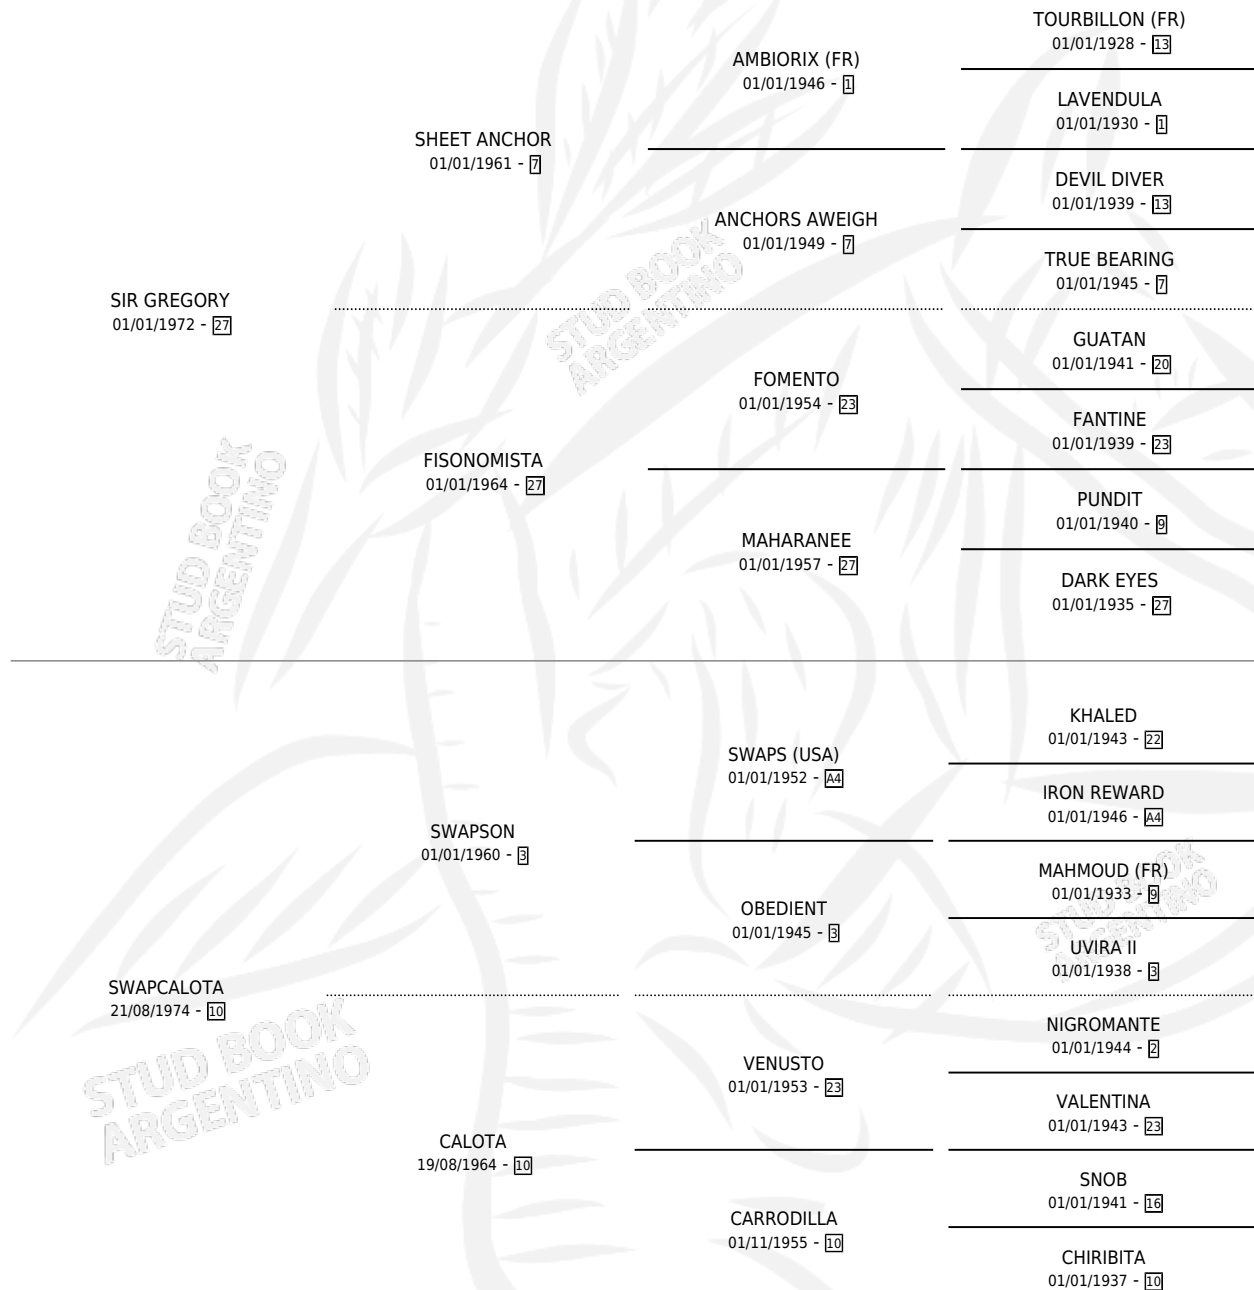 TOURBILLON (FR)
01/01/1928 - 13
AMBIORIX (FR)
01/01/1946 - 1
LAVENDULA
01/01/1930 - 1
SHEET ANCHOR
01/01/1961 - 7
DEVIL DIVER
01/01/1939 - 13
ANCHORS AWEIGH
01/01/1949 - 7
TRUE BEARING
01/01/1945 - 7
SIR GREGORY
01/01/1972 - 27
STUD BOOK
ARGENTINO
GUATAN
01/01/1941 - 20
FOMENTO
01/01/1954 - 23
FANTINE
01/01/1939 - 23
FISONOMISTA
01/01/1964 - 27
PUNDIT
01/01/1940 - 9
MAHARANEE
01/01/1957 - 27
DARK EYES
01/01/1935 - 27
STUD BOOK
ARGENTINO
KHALED
01/01/1943 - 22
SWAPS (USA)
01/01/1952 - A4
IRON REWARD
01/01/1946 - A4
SWAPSON
01/01/1960 - 3
MAHMOUD (FR)
01/01/1933 - 9
OBEDIENT
01/01/1945 - 3
UVIRA II
01/01/1938 - 3
STUD BOOK
ARGENTINO
SWAPCALOTA
21/08/1974 - 10
STUD BOOK
ARGENTINO
NIGROMANTE
01/01/1944 - 2
VENUSTO
01/01/1953 - 23
VALENTINA
01/01/1943 - 23
CALOTA
19/08/1964 - 10
SNOB
01/01/1941 - 16
CARRODILLA
01/11/1955 - 10
CHIRIBITA
01/01/1937 - 10